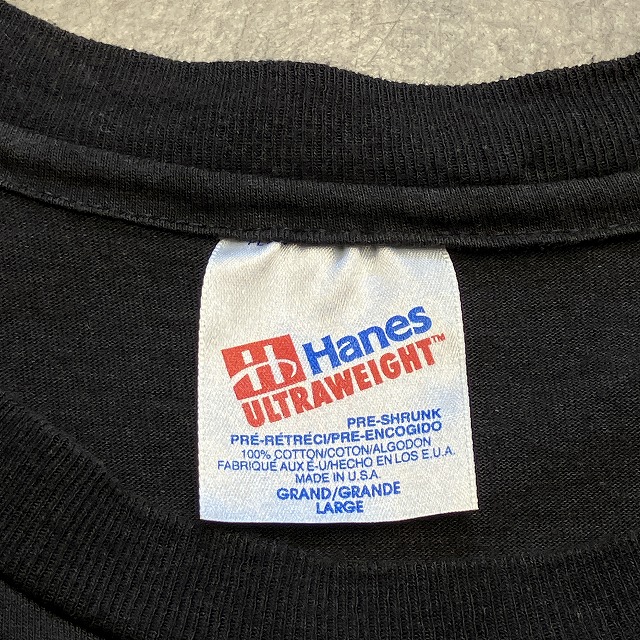 Hanes
ULTRAWEIGHT™
PRE-SHRUNK
PRÉ-RÉTRÉCI/PRE-ENCOGIDO
100% COTTON/COTON/ALGODON
FABRIQUÉ AUX É-U/HECHO EN LOS E.U.A.
MADE IN U.S.A.
GRAND/GRANDE
LARGE